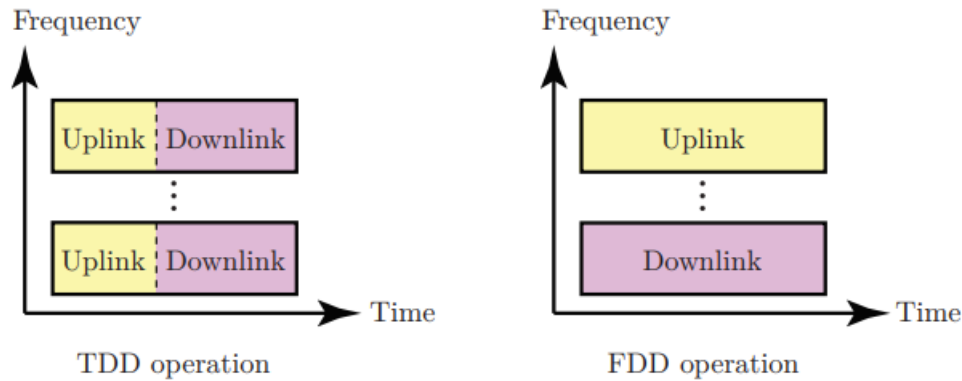 Frequency
Uplink Downlink
Uplink Downlink
Time
TDD operation
Frequency
Uplink
Downlink
Time
FDD operation